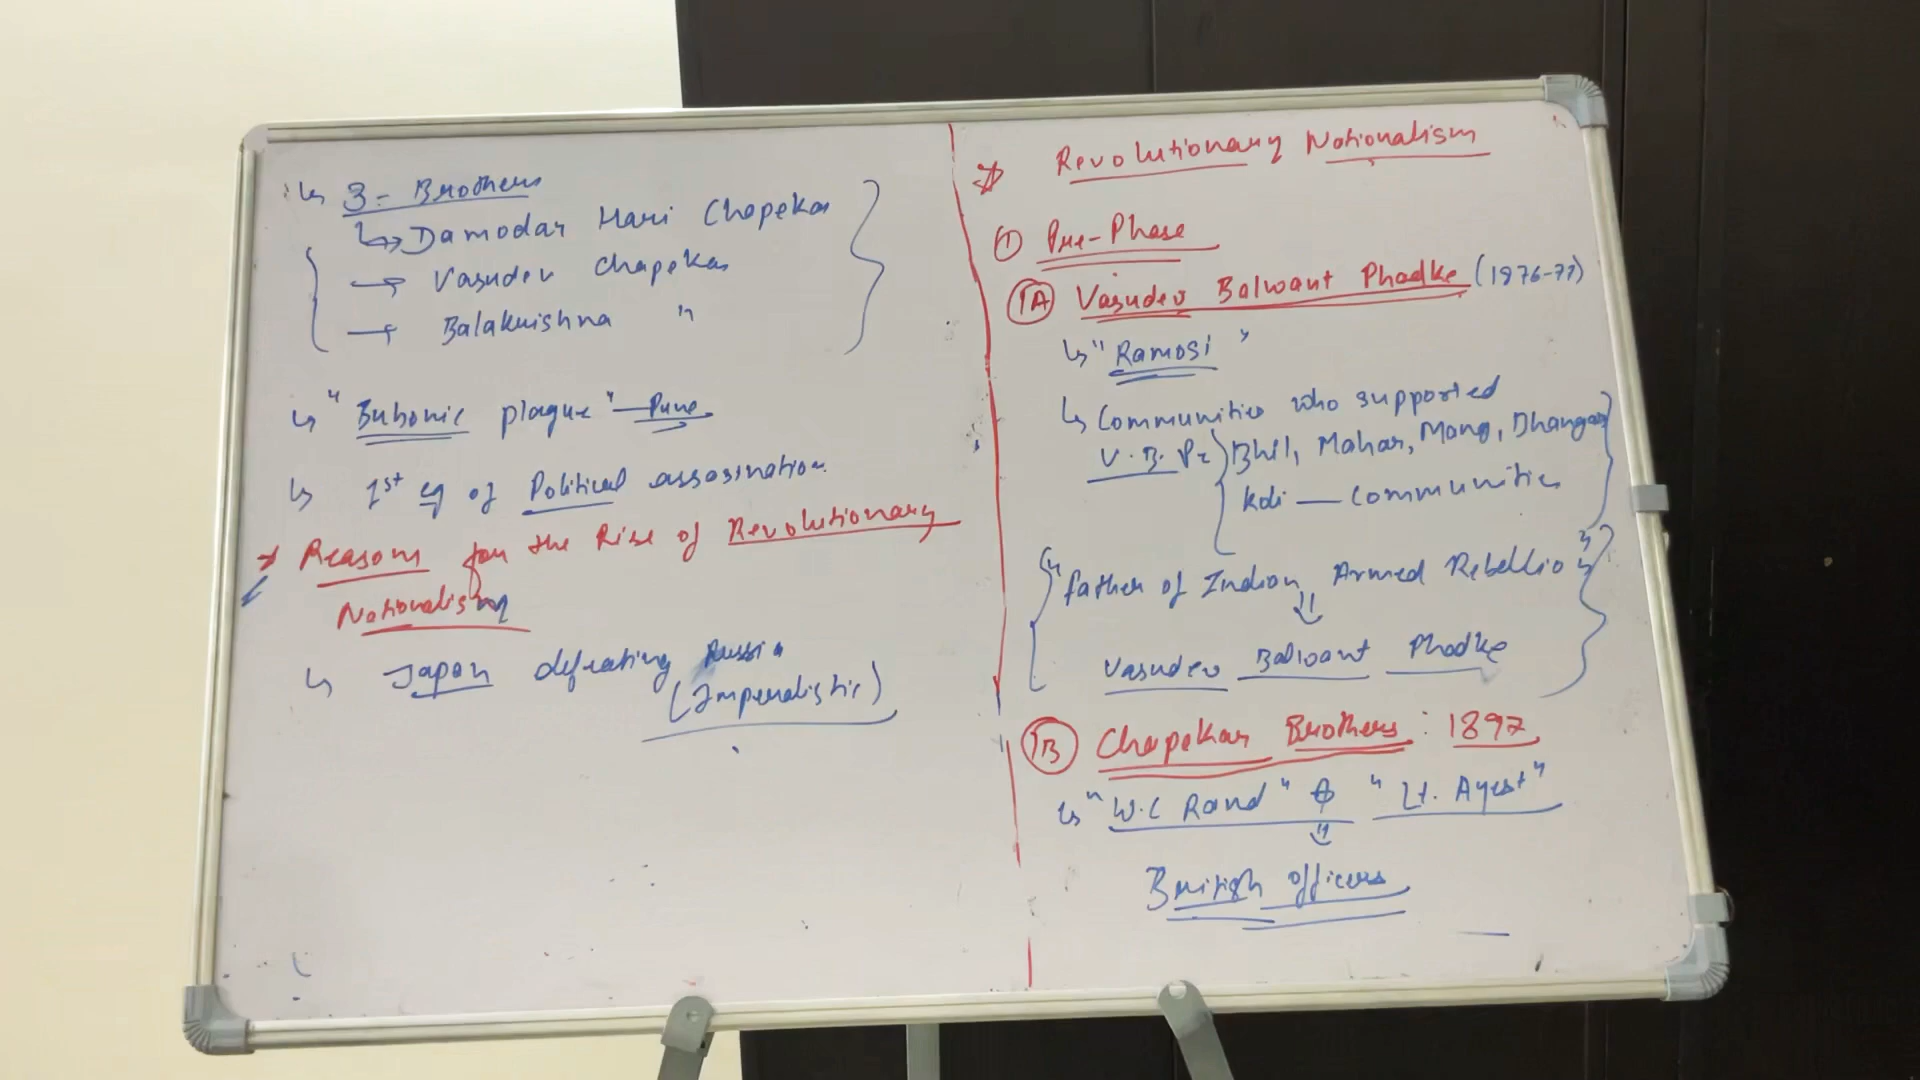 Revolutionary Nationalism
① Pre-Phase
1A Vasudev Balwant Phadke (1876-77)
↳ "Ramosi"
↳ Communities who supported
V.B.P: Bhil, Mahar, Mang, Dhangar
Koli — Communities
"father of Indian Armed Rebellion"
⇓
Vasudev Balwant Phadke
1B Chapekar Brothers: 1897
↳ "W.C Rand" & "Lt. Ayest"
⇓
British officers
↳ 3 - Brothers
↳→ Damodar Hari Chapekar
→ Vasudev Chapekar
→ Balakrishna "
↳ "Bubonic plague" — Pune
↳ 1st eg of Political assasination
* Reasons for the Rise of Revolutionary
Nationalism
↳ Japan defeating Russia
(Imperialistic)